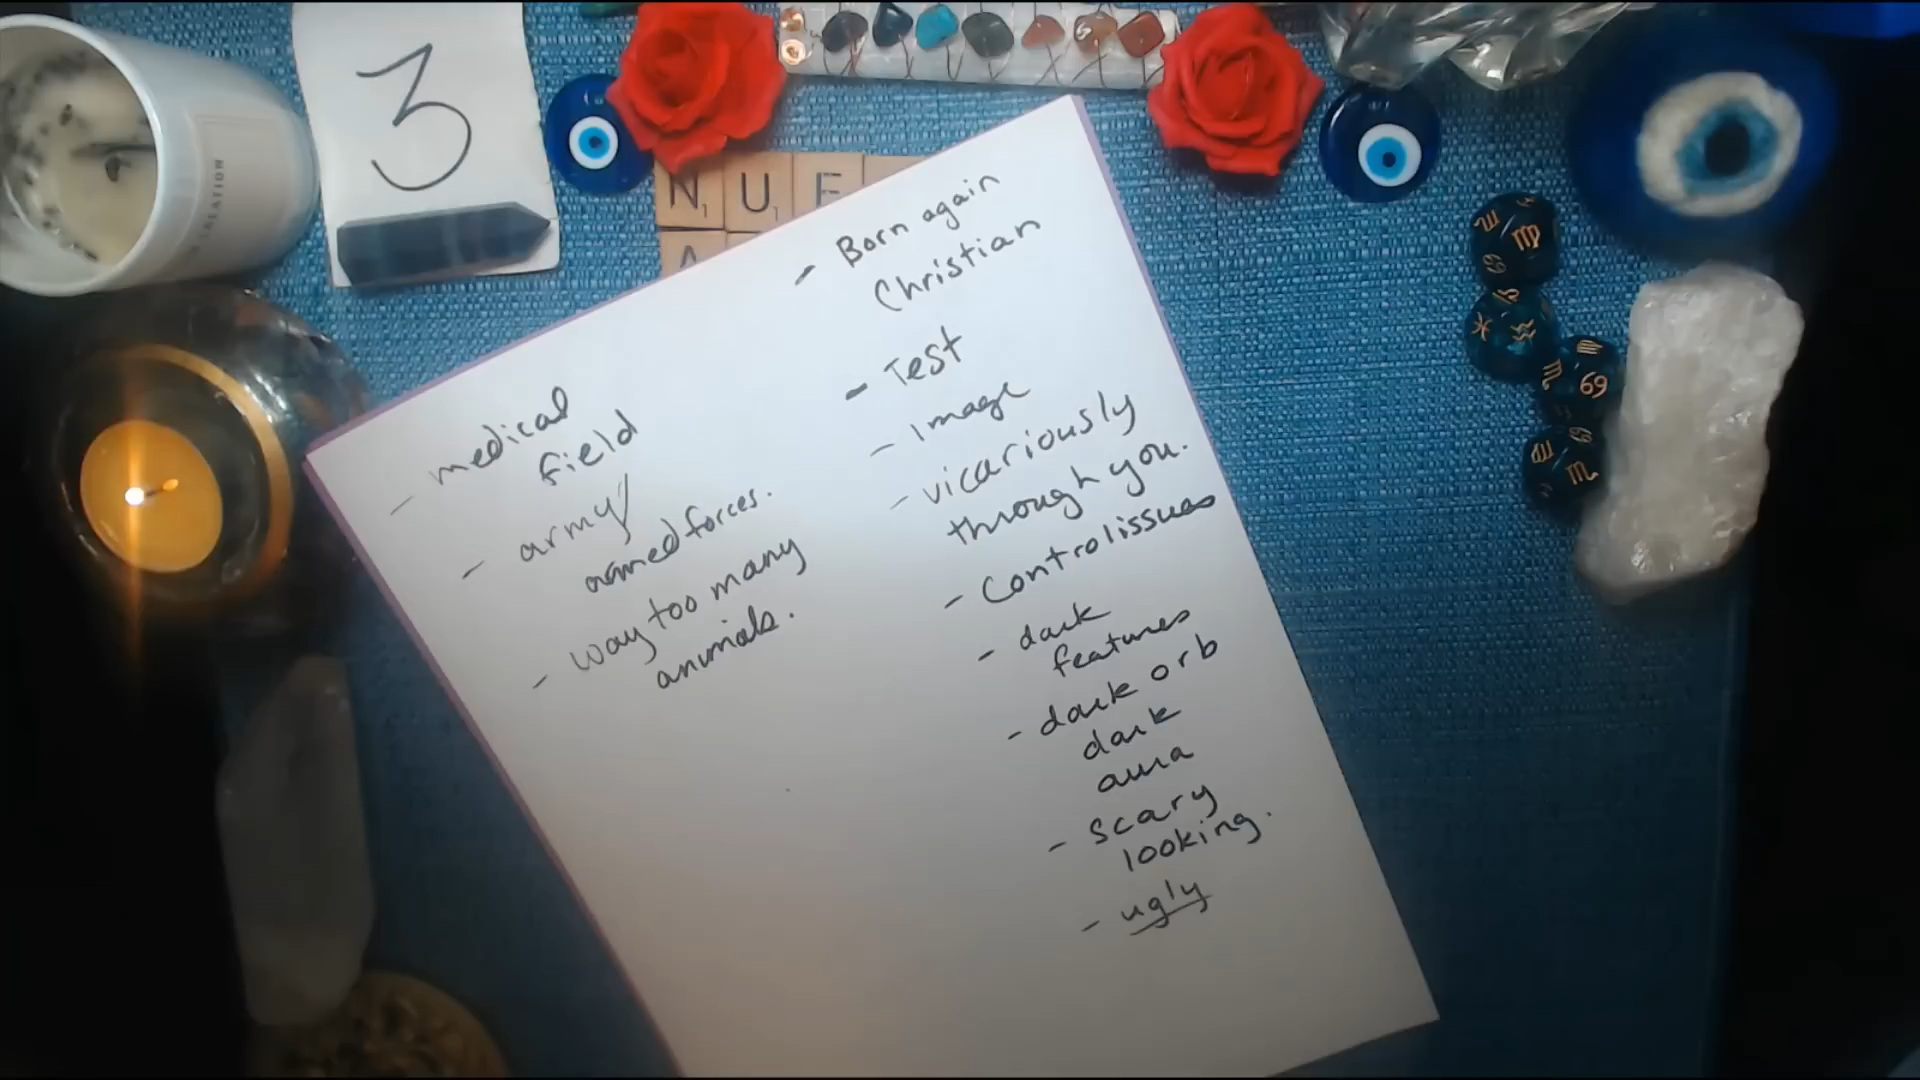 3
NUE
A
- medical
field
- army/
armed forces.
- way too many
animals.
- Born again
Christian
- Test
- Image
- vicariously
through you.
- Control issues
- dark
features
- dark orb
dark
aura
- scary
looking.
- ugly